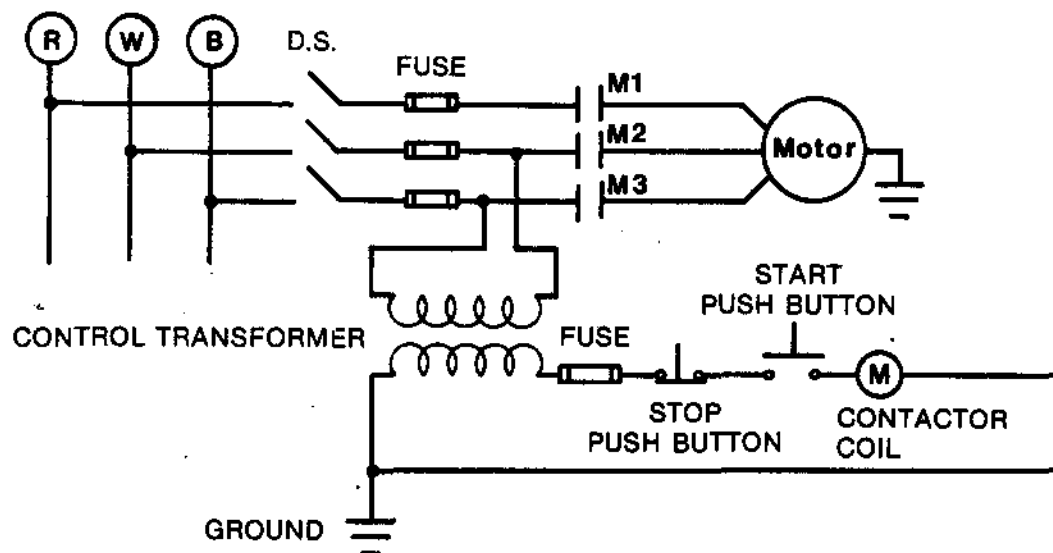 R W B
D.S.
FUSE
M1
M2
M3
Motor
CONTROL TRANSFORMER
FUSE
START
PUSH BUTTON
M
STOP
PUSH BUTTON
CONTACTOR
COIL
GROUND